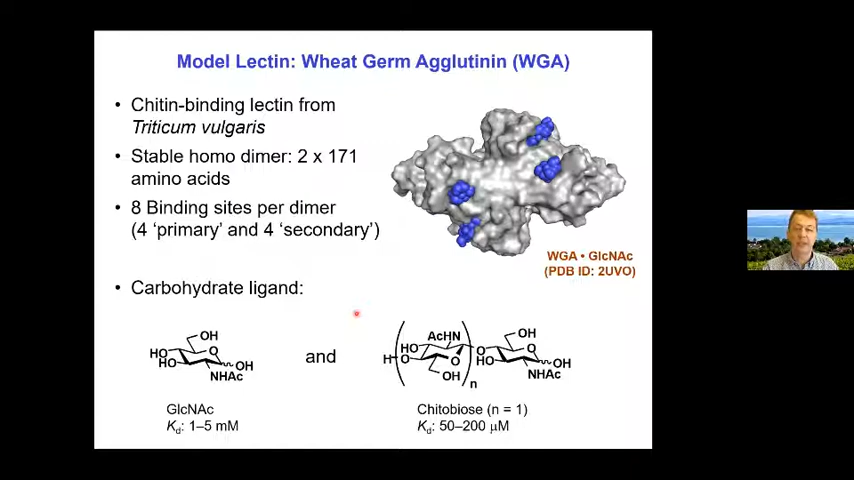 Model Lectin: Wheat Germ Agglutinin (WGA)
• Chitin-binding lectin from
Triticum vulgaris
• Stable homo dimer: 2 x 171
amino acids
• 8 Binding sites per dimer
(4 ‘primary’ and 4 ‘secondary’)
WGA • GlcNAc
(PDB ID: 2UVO)
• Carbohydrate ligand:
OH
HO
HO
O
OH
NHAc
and
H
O
HO
AcHN
O
OH
n
O
HO
OH
O
OH
NHAc
GlcNAc
Kd: 1–5 mM
Chitobiose (n = 1)
Kd: 50–200 μM